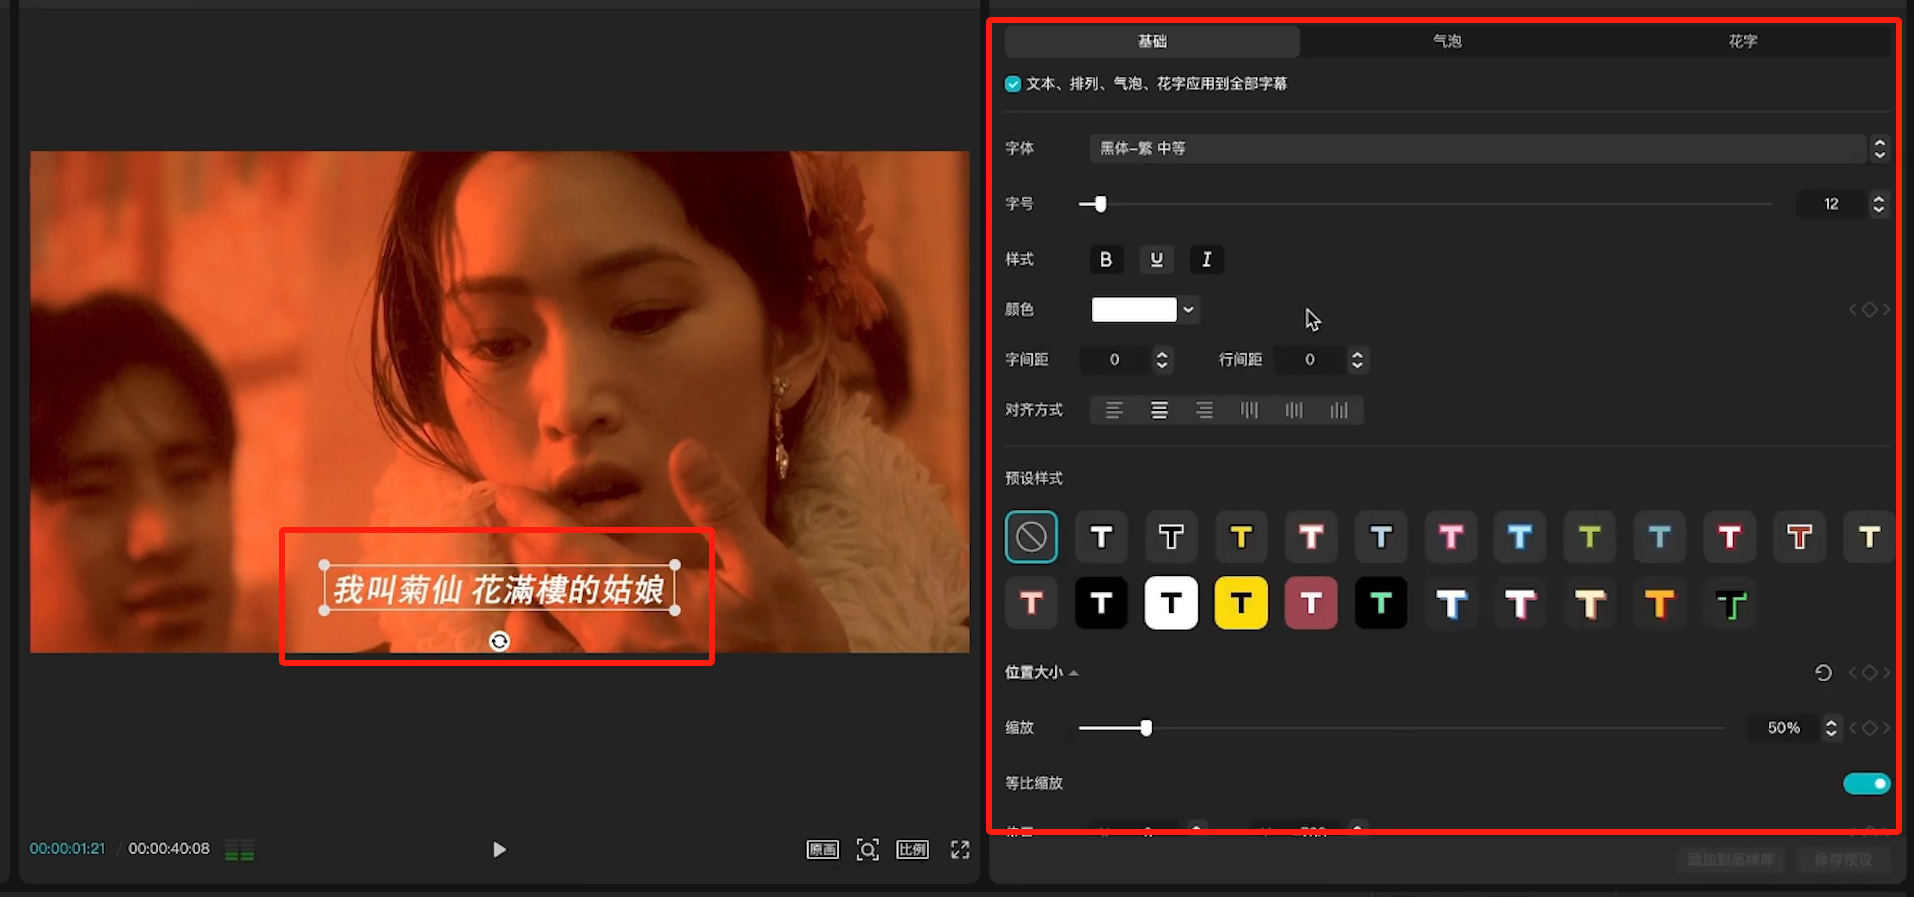 基础 气泡 花字
文本、排列、气泡、花字应用到全部字幕
字体 黑体-繁 中等
字号 12
样式 B U I
颜色
字间距 0 行间距 0
对齐方式
预设样式
T T T T T T T T T T T T
T T T T T T T T T T T
位置大小
缩放 50%
等比缩放
我叫菊仙 花滿樓的姑娘
00:00:01:21 / 00:00:40:08
原画 比例
保存预设